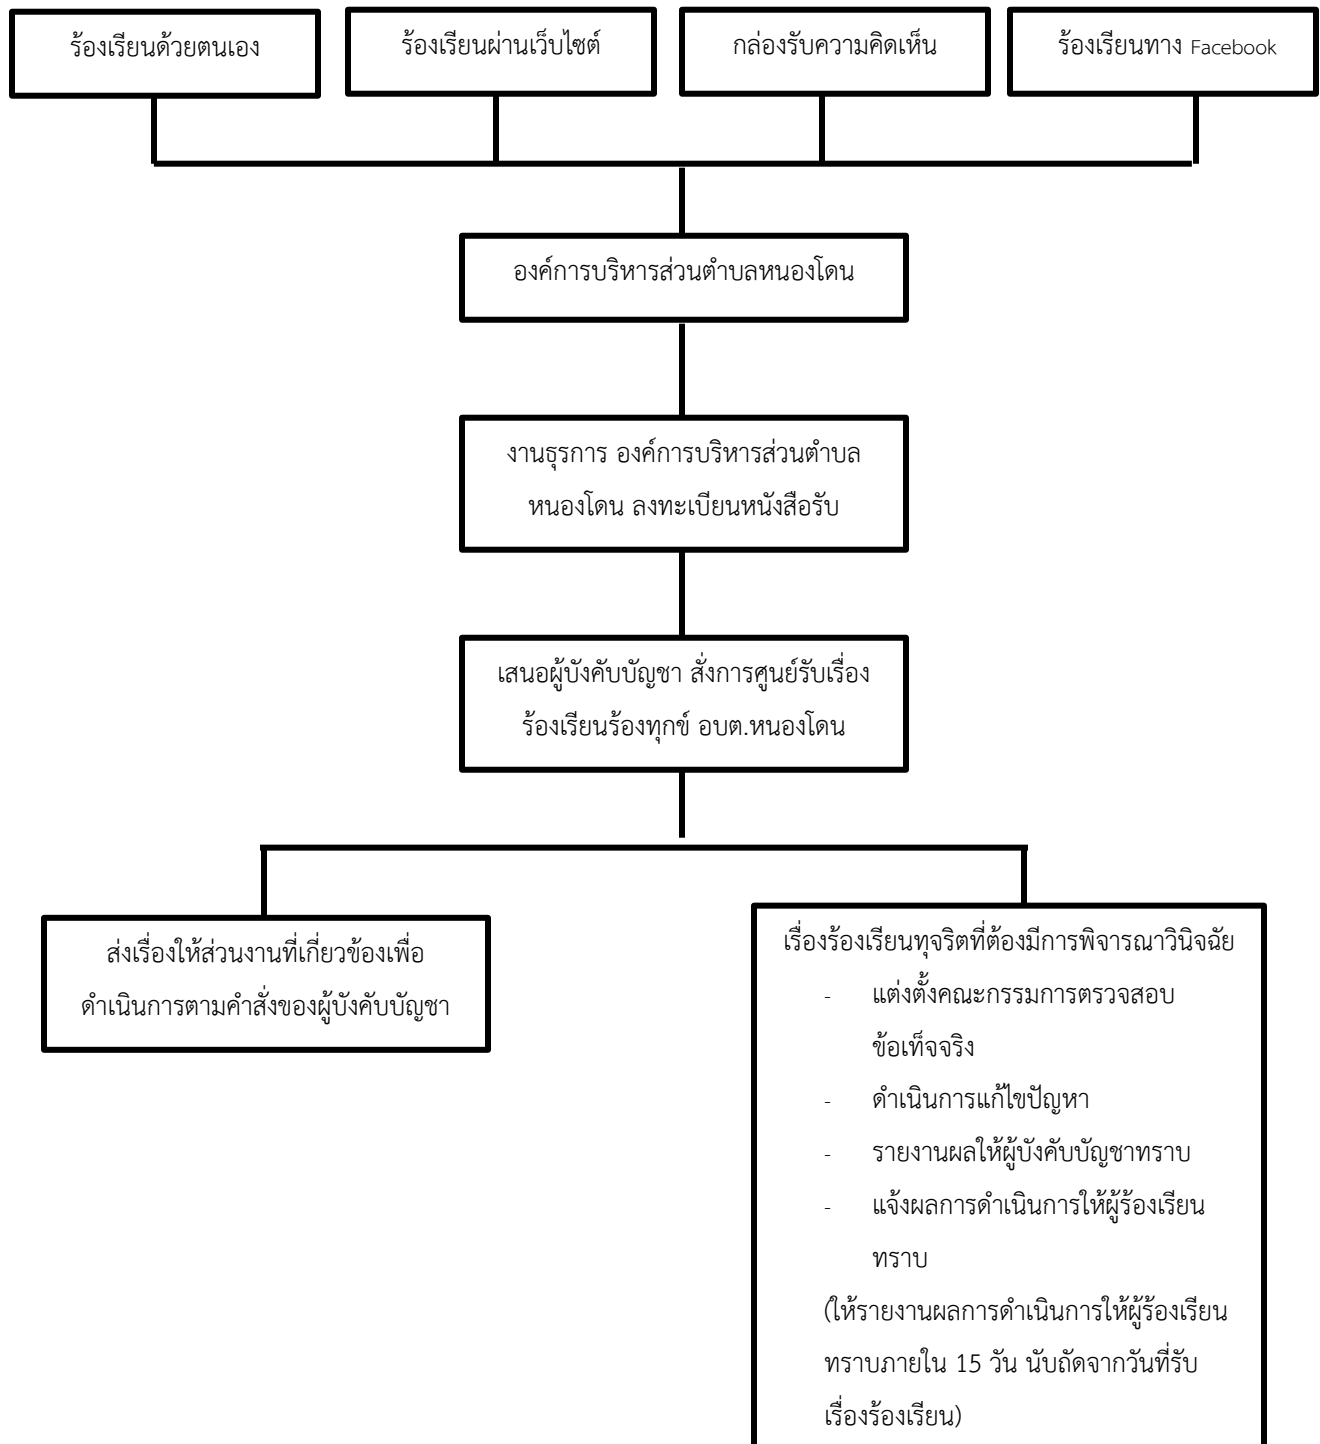 ร้องเรียนด้วยตนเอง
ร้องเรียนผ่านเว็บไซต์
กล่องรับความคิดเห็น
ร้องเรียนทาง Facebook
องค์การบริหารส่วนตำบลหนองโดน
งานธุรการ องค์การบริหารส่วนตำบล
หนองโดน ลงทะเบียนหนังสือรับ
เสนอผู้บังคับบัญชา สั่งการศูนย์รับเรื่อง
ร้องเรียนร้องทุกข์ อบต.หนองโดน
ส่งเรื่องให้ส่วนงานที่เกี่ยวข้องเพื่อ
ดำเนินการตามคำสั่งของผู้บังคับบัญชา
เรื่องร้องเรียนทุจริตที่ต้องมีการพิจารณาวินิจฉัย
- แต่งตั้งคณะกรรมการตรวจสอบ
ข้อเท็จจริง
- ดำเนินการแก้ไขปัญหา
- รายงานผลให้ผู้บังคับบัญชาทราบ
- แจ้งผลการดำเนินการให้ผู้ร้องเรียน
ทราบ
(ให้รายงานผลการดำเนินการให้ผู้ร้องเรียน
ทราบภายใน 15 วัน นับถัดจากวันที่รับ
เรื่องร้องเรียน)